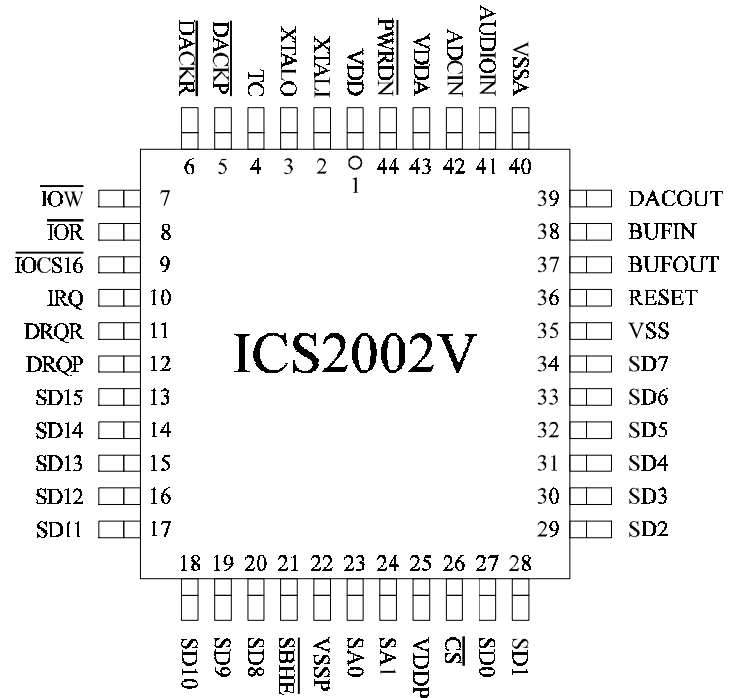 DACKR DACKP TC XTALO XTALI VDD PWRDN VDDA ADCIN AUDIOIN VSSA
6 5 4 3 2 1 44 43 42 41 40
IOW 7 39 DACOUT
IOR 8 38 BUFIN
IOCS16 9 37 BUFOUT
IRQ 10 36 RESET
DRQR 11 35 VSS
DRQP 12 34 SD7
ICS2002V
SD15 13 33 SD6
SD14 14 32 SD5
SD13 15 31 SD4
SD12 16 30 SD3
SD11 17 29 SD2
18 19 20 21 22 23 24 25 26 27 28
SD10 SD9 SD8 SBHE VSSP SA0 SA1 VDDP CS SD0 SD1